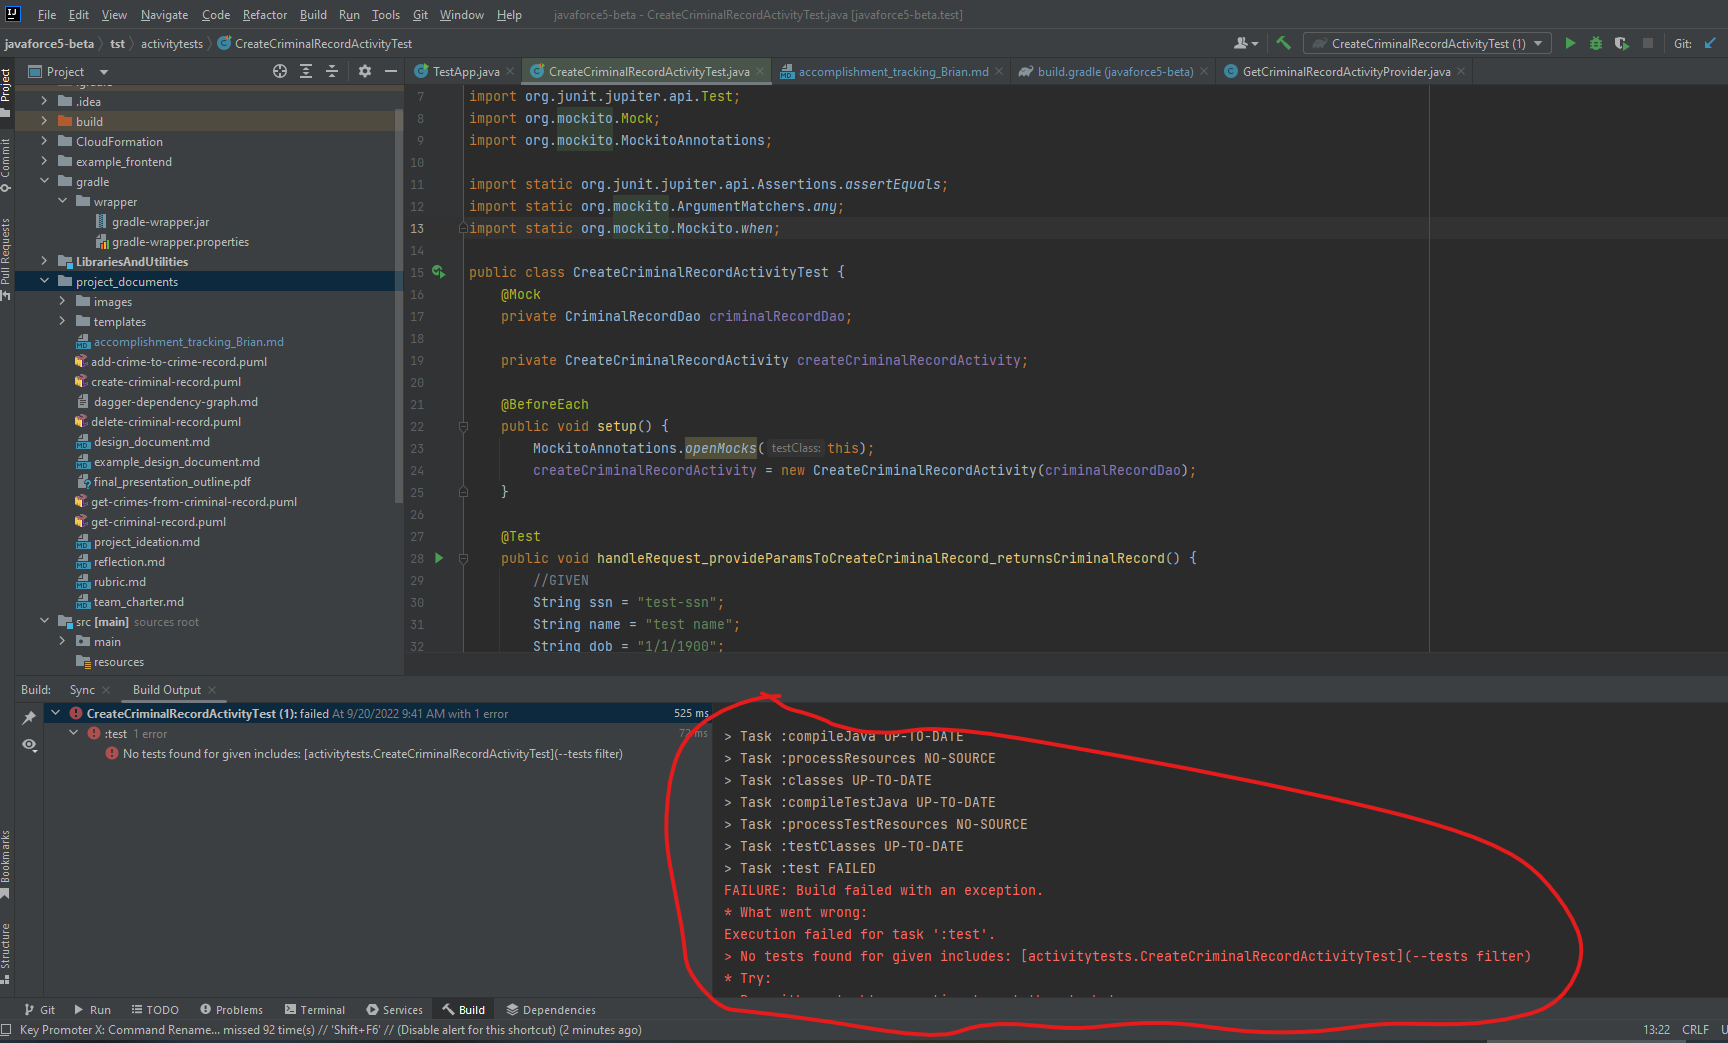 File Edit View Navigate Code Refactor Build Run Tools Git Window Help javaforce5-beta - CreateCriminalRecordActivityTest.java [javaforce5-beta.test]
javaforce5-beta tst activitytests CreateCriminalRecordActivityTest
CreateCriminalRecordActivityTest (1)
Git:
Project
Commit
Pull Requests
Bookmarks
Structure
Project
.idea
build
CloudFormation
example_frontend
gradle
wrapper
gradle-wrapper.jar
gradle-wrapper.properties
LibrariesAndUtilities
project_documents
images
templates
accomplishment_tracking_Brian.md
add-crime-to-crime-record.puml
create-criminal-record.puml
dagger-dependency-graph.md
delete-criminal-record.puml
design_document.md
example_design_document.md
final_presentation_outline.pdf
get-crimes-from-criminal-record.puml
get-criminal-record.puml
project_ideation.md
reflection.md
rubric.md
team_charter.md
src [main] sources root
main
resources
TestApp.java CreateCriminalRecordActivityTest.java accomplishment_tracking_Brian.md build.gradle (javaforce5-beta) GetCriminalRecordActivityProvider.java
7 import org.junit.jupiter.api.Test;
8 import org.mockito.Mock;
9 import org.mockito.MockitoAnnotations;
10
11 import static org.junit.jupiter.api.Assertions.assertEquals;
12 import static org.mockito.ArgumentMatchers.any;
13 import static org.mockito.Mockito.when;
14
15 public class CreateCriminalRecordActivityTest {
16 @Mock
17 private CriminalRecordDao criminalRecordDao;
18
19 private CreateCriminalRecordActivity createCriminalRecordActivity;
20
21 @BeforeEach
22 public void setup() {
23 MockitoAnnotations.openMocks( testClass: this);
24 createCriminalRecordActivity = new CreateCriminalRecordActivity(criminalRecordDao);
25 }
26
27 @Test
28 public void handleRequest_provideParamsToCreateCriminalRecord_returnsCriminalRecord() {
29 //GIVEN
30 String ssn = "test-ssn";
31 String name = "test name";
32 String dob = "1/1/1900";
Build: Sync Build Output
CreateCriminalRecordActivityTest (1): failed At 9/20/2022 9:41 AM with 1 error 525 ms
:test 1 error 72 ms
No tests found for given includes: [activitytests.CreateCriminalRecordActivityTest](--tests filter)
> Task :compileJava UP-TO-DATE
> Task :processResources NO-SOURCE
> Task :classes UP-TO-DATE
> Task :compileTestJava UP-TO-DATE
> Task :processTestResources NO-SOURCE
> Task :testClasses UP-TO-DATE
> Task :test FAILED
FAILURE: Build failed with an exception.
* What went wrong:
Execution failed for task ':test'.
> No tests found for given includes: [activitytests.CreateCriminalRecordActivityTest](--tests filter)
* Try:
Git Run TODO Problems Terminal Services Build Dependencies
Key Promoter X: Command Rename... missed 92 time(s) // 'Shift+F6' // (Disable alert for this shortcut) (2 minutes ago) 13:22 CRLF